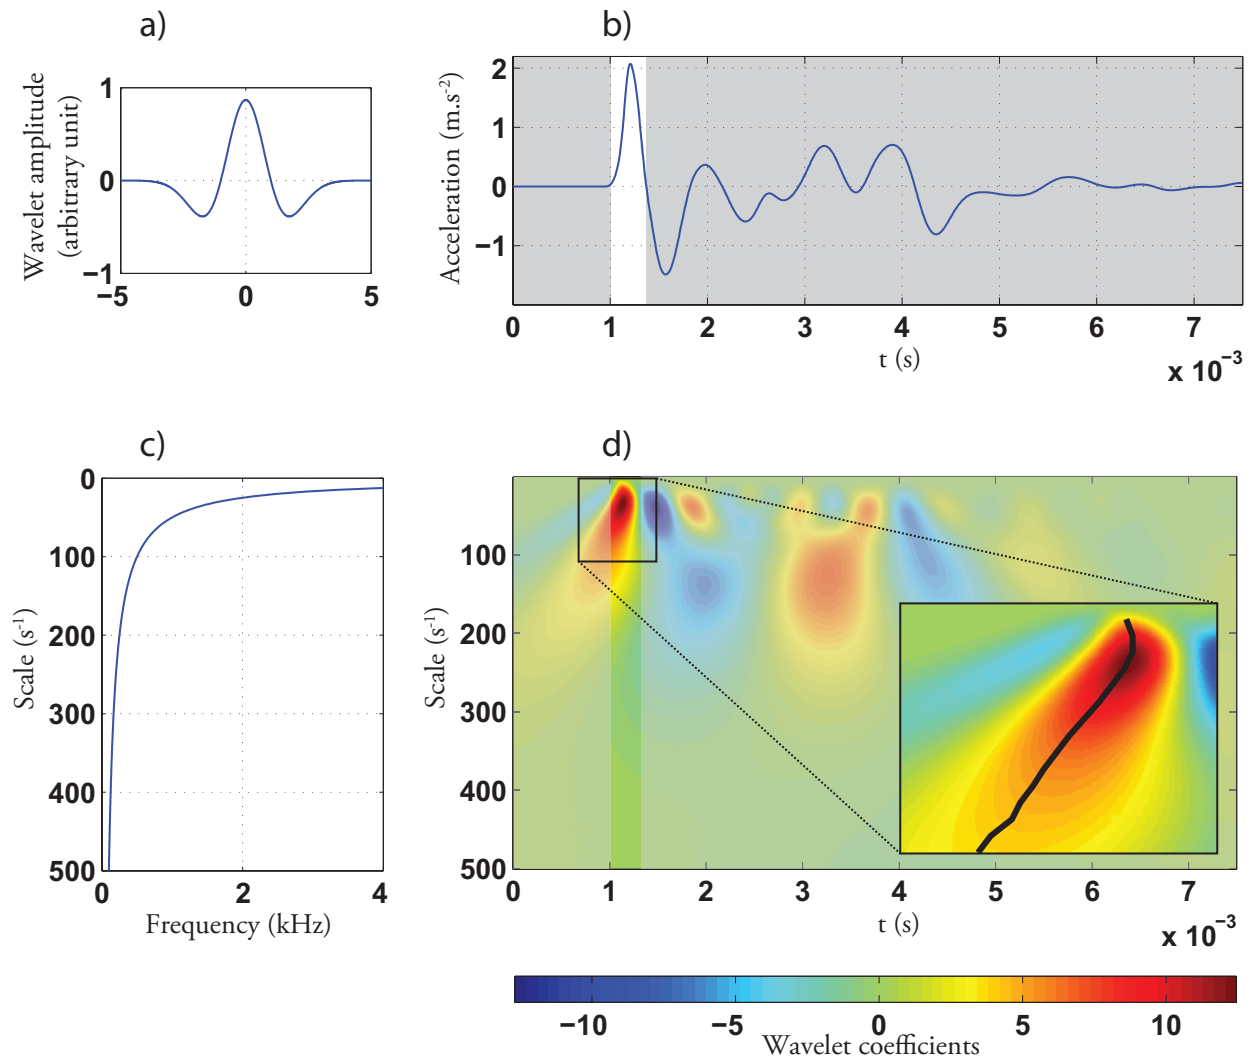 a)
Wavelet amplitude
(arbitrary unit)
1
0
−1
−5 0 5
b)
Acceleration (m.s-2)
2
1
0
−1
0 1 2 3 4 5 6 7
t (s)
x 10−3
c)
Scale (s-1)
0
100
200
300
400
500
0 2 4
Frequency (kHz)
d)
Scale (s-1)
100
200
300
400
500
0 1 2 3 4 5 6 7
t (s)
x 10−3
−10 −5 0 5 10
Wavelet coefficients